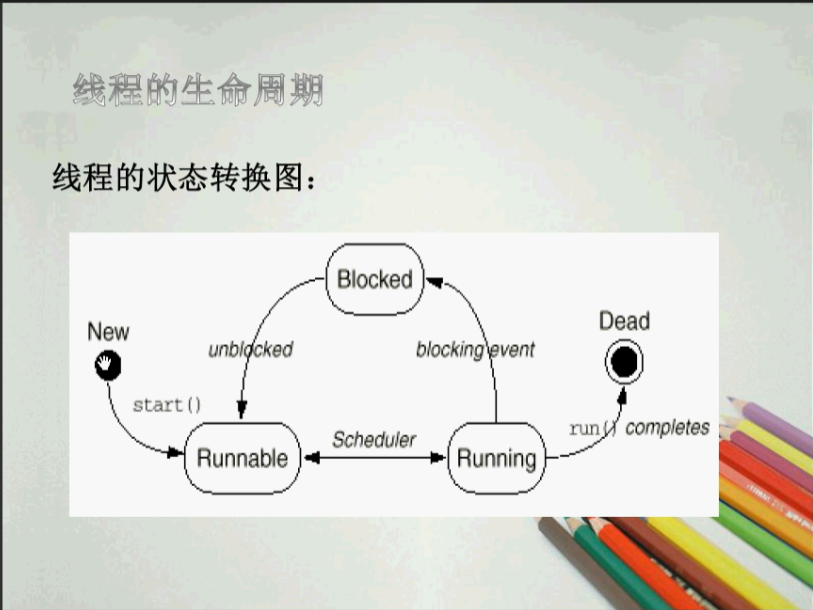 线程的生命周期
线程的状态转换图：
Blocked
New
Dead
unblocked
blocking event
start()
run() completes
Scheduler
Runnable
Running